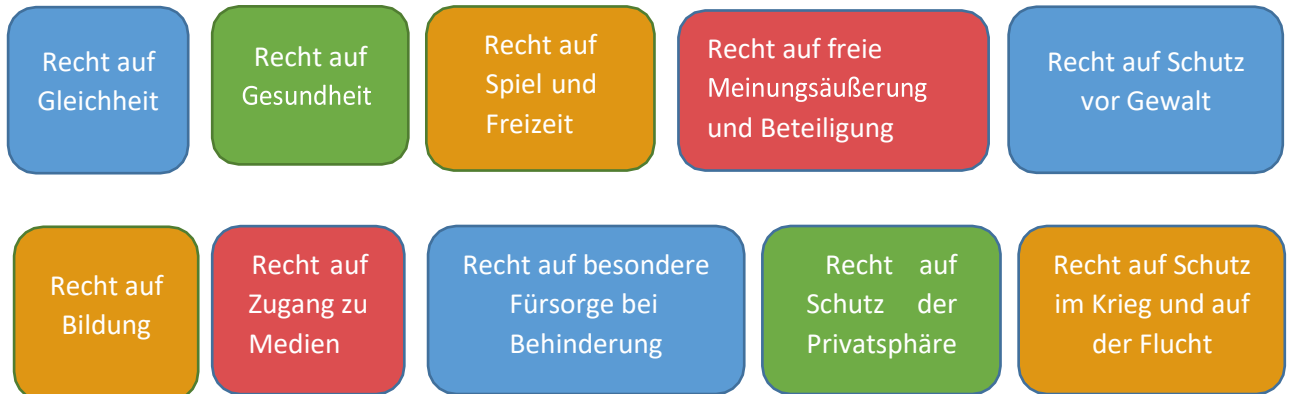 Recht auf
Gleichheit
Recht auf
Gesundheit
Recht auf
Spiel und
Freizeit
Recht auf freie
Meinungsäußerung
und Beteiligung
Recht auf Schutz
vor Gewalt
Recht auf
Bildung
Recht auf
Zugang zu
Medien
Recht auf besondere
Fürsorge bei
Behinderung
Recht auf
Schutz der
Privatsphäre
Recht auf Schutz
im Krieg und auf
der Flucht